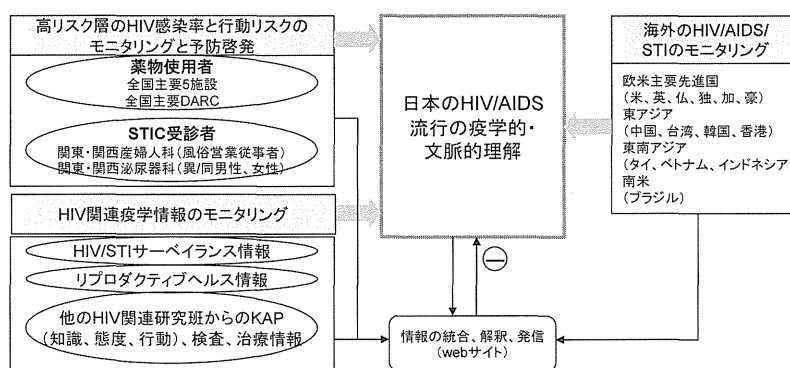 高リスク層のHIV感染率と行動リスクの
モニタリングと予防啓発
薬物使用者
全国主要5施設
全国主要DARC
STIC受診者
関東・関西産婦人科(風俗営業従事者)
関東・関西泌尿器科(異/同男性、女性)
HIV関連疫学情報のモニタリング
HIV/STIサーベイランス情報
リプロダクティブヘルス情報
他のHIV関連研究班からのKAP
(知識、態度、行動)、検査、治療情報
日本のHIV/AIDS
流行の疫学的・
文脈的理解
情報の統合、解釈、発信
(webサイト)
海外のHIV/AIDS/
STIのモニタリング
欧米主要先進国
(米、英、仏、独、加、豪)
東アジア
(中国、台湾、韓国、香港)
東南アジア
(タイ、ベトナム、インドネシア
南米
(ブラジル)